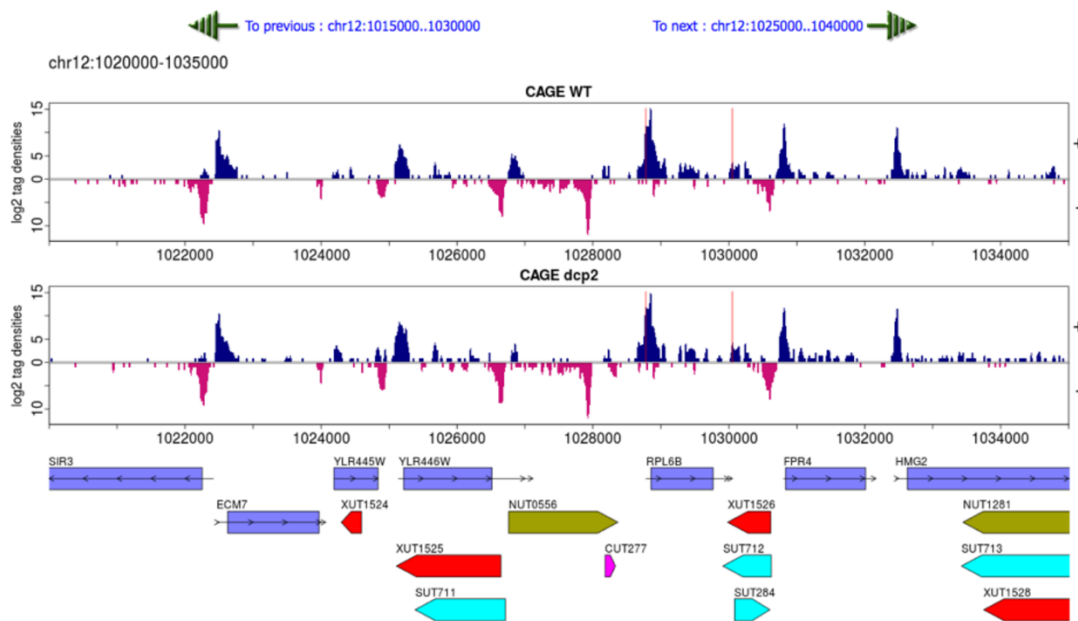 To previous : chr12:1015000..1030000 To next : chr12:1025000..1040000
chr12:1020000-1035000
CAGE WT
log2 tag densities
15
5
0
10
+
-
1022000 1024000 1026000 1028000 1030000 1032000 1034000
CAGE dcp2
log2 tag densities
15
5
0
10
+
-
1022000 1024000 1026000 1028000 1030000 1032000 1034000
SIR3 YLR445W YLR446W RPL6B FPR4 HMG2
ECM7 XUT1524 NUT0556 XUT1526 NUT1281
XUT1525 CUT277 SUT712 SUT713
SUT711 SUT284 XUT1528